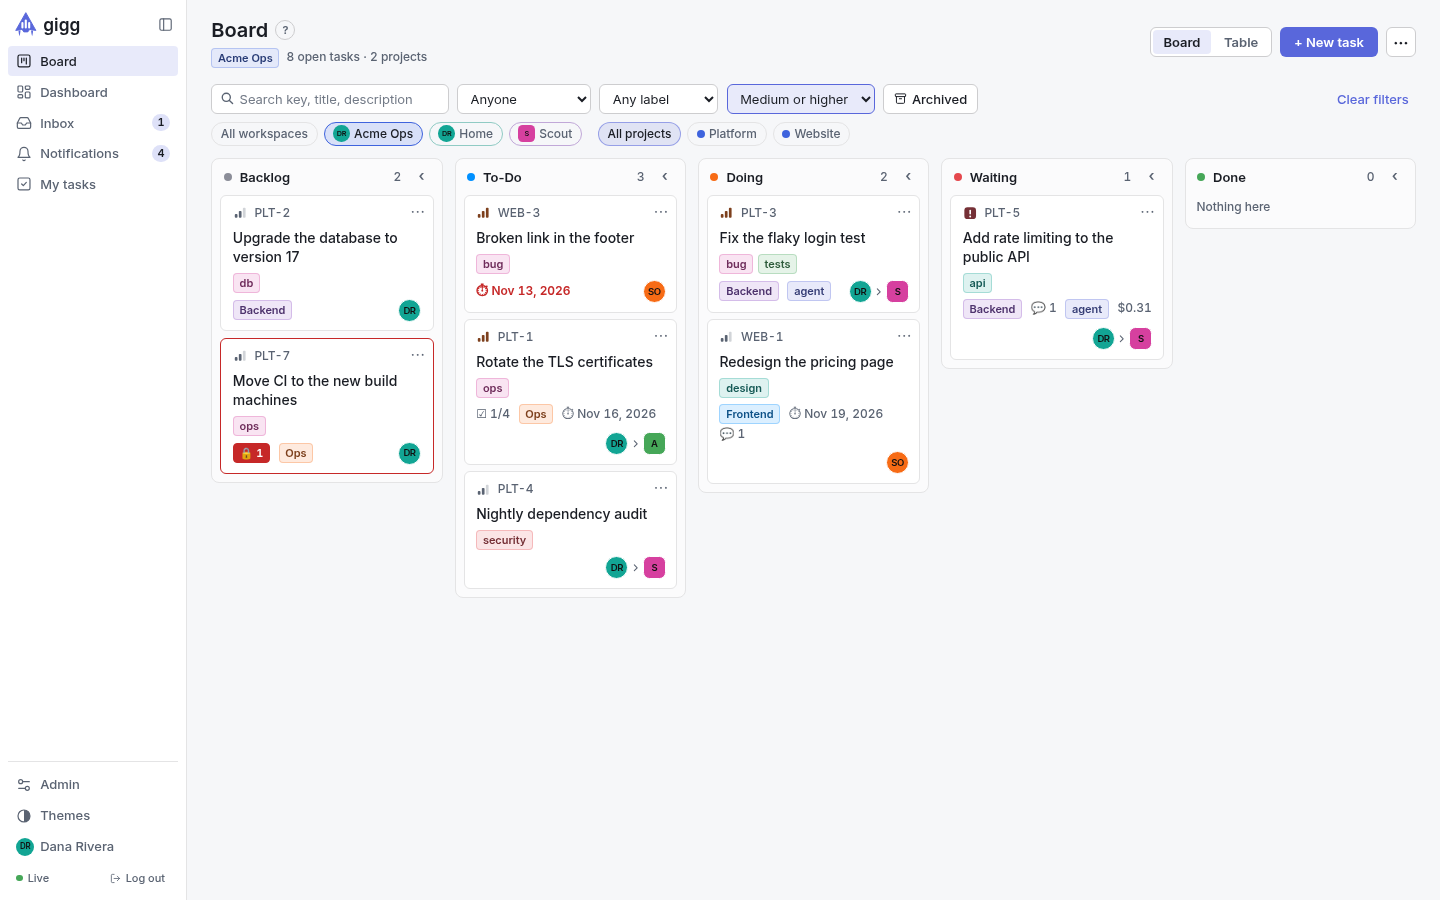 gigg
Board
Dashboard
Inbox 1
Notifications 4
My tasks
Admin
Themes
DR Dana Rivera
Live Log out
Board ?
Acme Ops 8 open tasks · 2 projects
Board Table + New task
Search key, title, description Anyone Any label Medium or higher Archived Clear filters
All workspaces DR Acme Ops DR Home S Scout All projects Platform Website
Backlog 2
PLT-2
Upgrade the database to
version 17
db
Backend DR
PLT-7
Move CI to the new build
machines
ops
🔒 1 Ops DR
To-Do 3
WEB-3
Broken link in the footer
bug
⏱ Nov 13, 2026 SO
PLT-1
Rotate the TLS certificates
ops
☑ 1/4 Ops ⏱ Nov 16, 2026
DR › A
PLT-4
Nightly dependency audit
security
DR › S
Doing 2
PLT-3
Fix the flaky login test
bug tests
Backend agent DR › S
WEB-1
Redesign the pricing page
design
Frontend ⏱ Nov 19, 2026
💬 1
SO
Waiting 1
PLT-5
Add rate limiting to the
public API
api
Backend 💬 1 agent $0.31
DR › S
Done 0
Nothing here